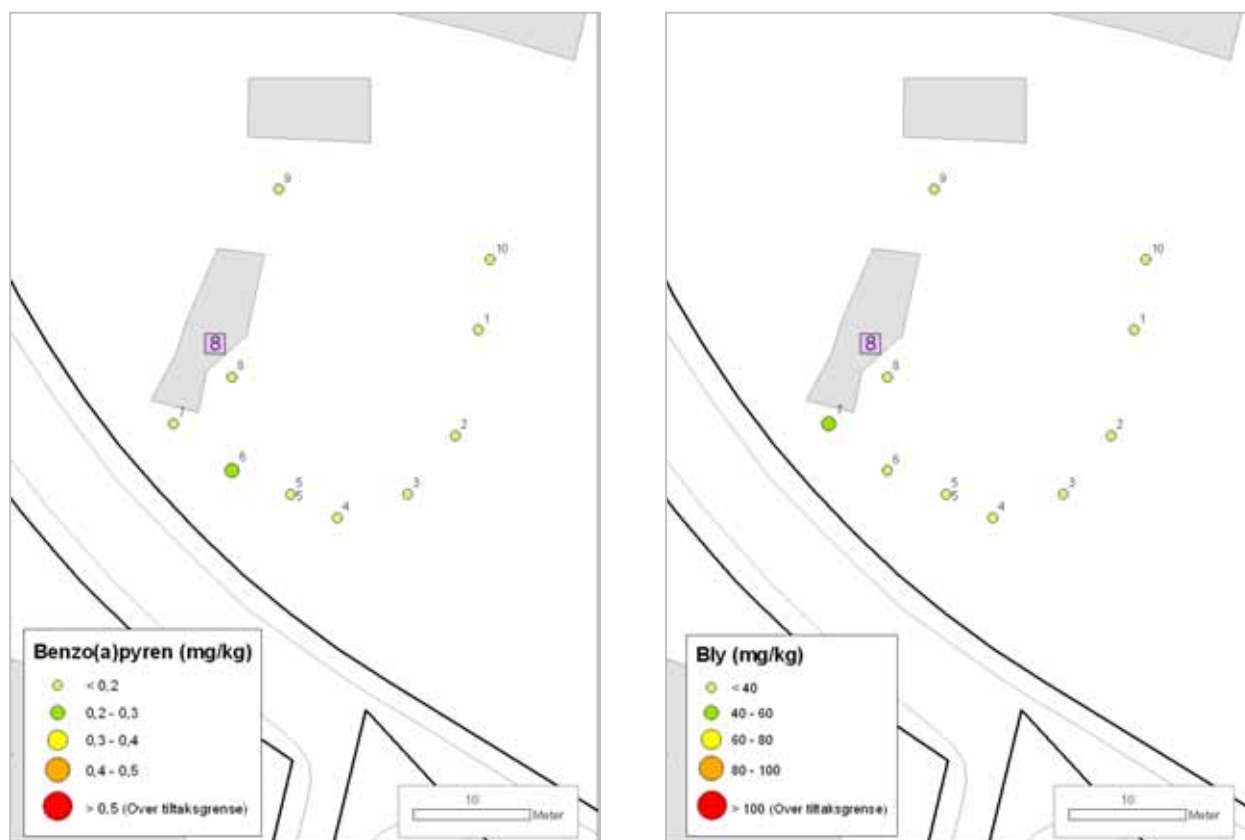 9
10
1
8
8
7
2
6
5
5
3
4
Benzo(a)pyren (mg/kg)
< 0,2
0,2 - 0,3
0,3 - 0,4
0,4 - 0,5
> 0,5 (Over tiltaksgrense)
10
Meter
9
10
1
8
8
7
2
6
5
5
3
4
Bly (mg/kg)
< 40
40 - 60
60 - 80
80 - 100
> 100 (Over tiltaksgrense)
10
Meter